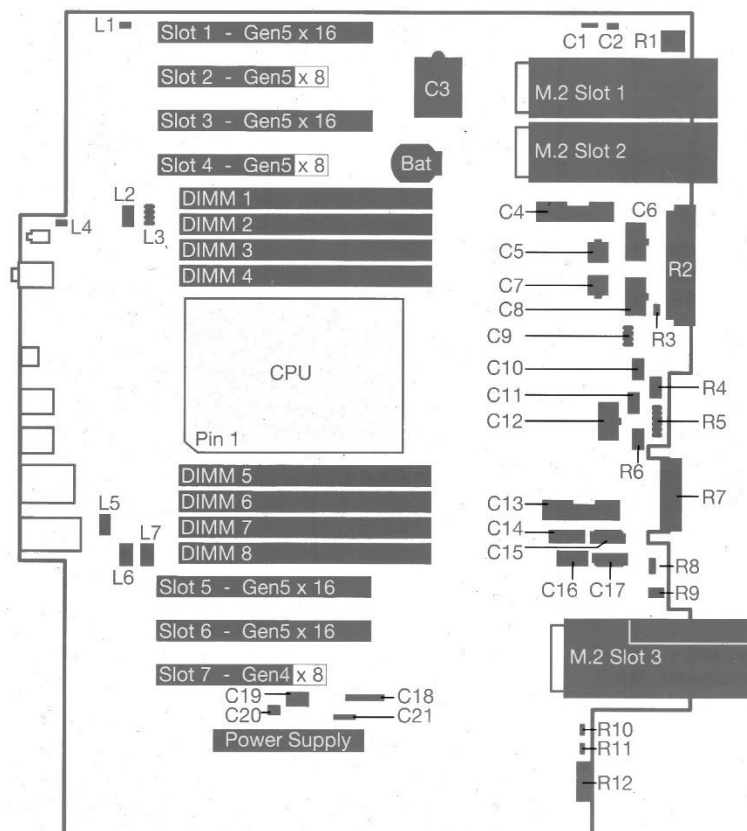 L1
Slot 1 - Gen5 x 16
C1
C2
R1
Slot 2 - Gen5 x 8
C3
M.2 Slot 1
Slot 3 - Gen5 x 16
M.2 Slot 2
Slot 4 - Gen5 x 8
Bat
L2
L3
L4
DIMM 1
DIMM 2
DIMM 3
DIMM 4
C4
C5
C6
C7
C8
R2
R3
C9
CPU
Pin 1
C10
C11
C12
R4
R5
R6
R7
DIMM 5
DIMM 6
DIMM 7
DIMM 8
L5
L6
L7
C13
C14
C15
C16
C17
R8
R9
Slot 5 - Gen5 x 16
Slot 6 - Gen5 x 16
Slot 7 - Gen4 x 8
M.2 Slot 3
C19
C18
C20
C21
Power Supply
R10
R11
R12